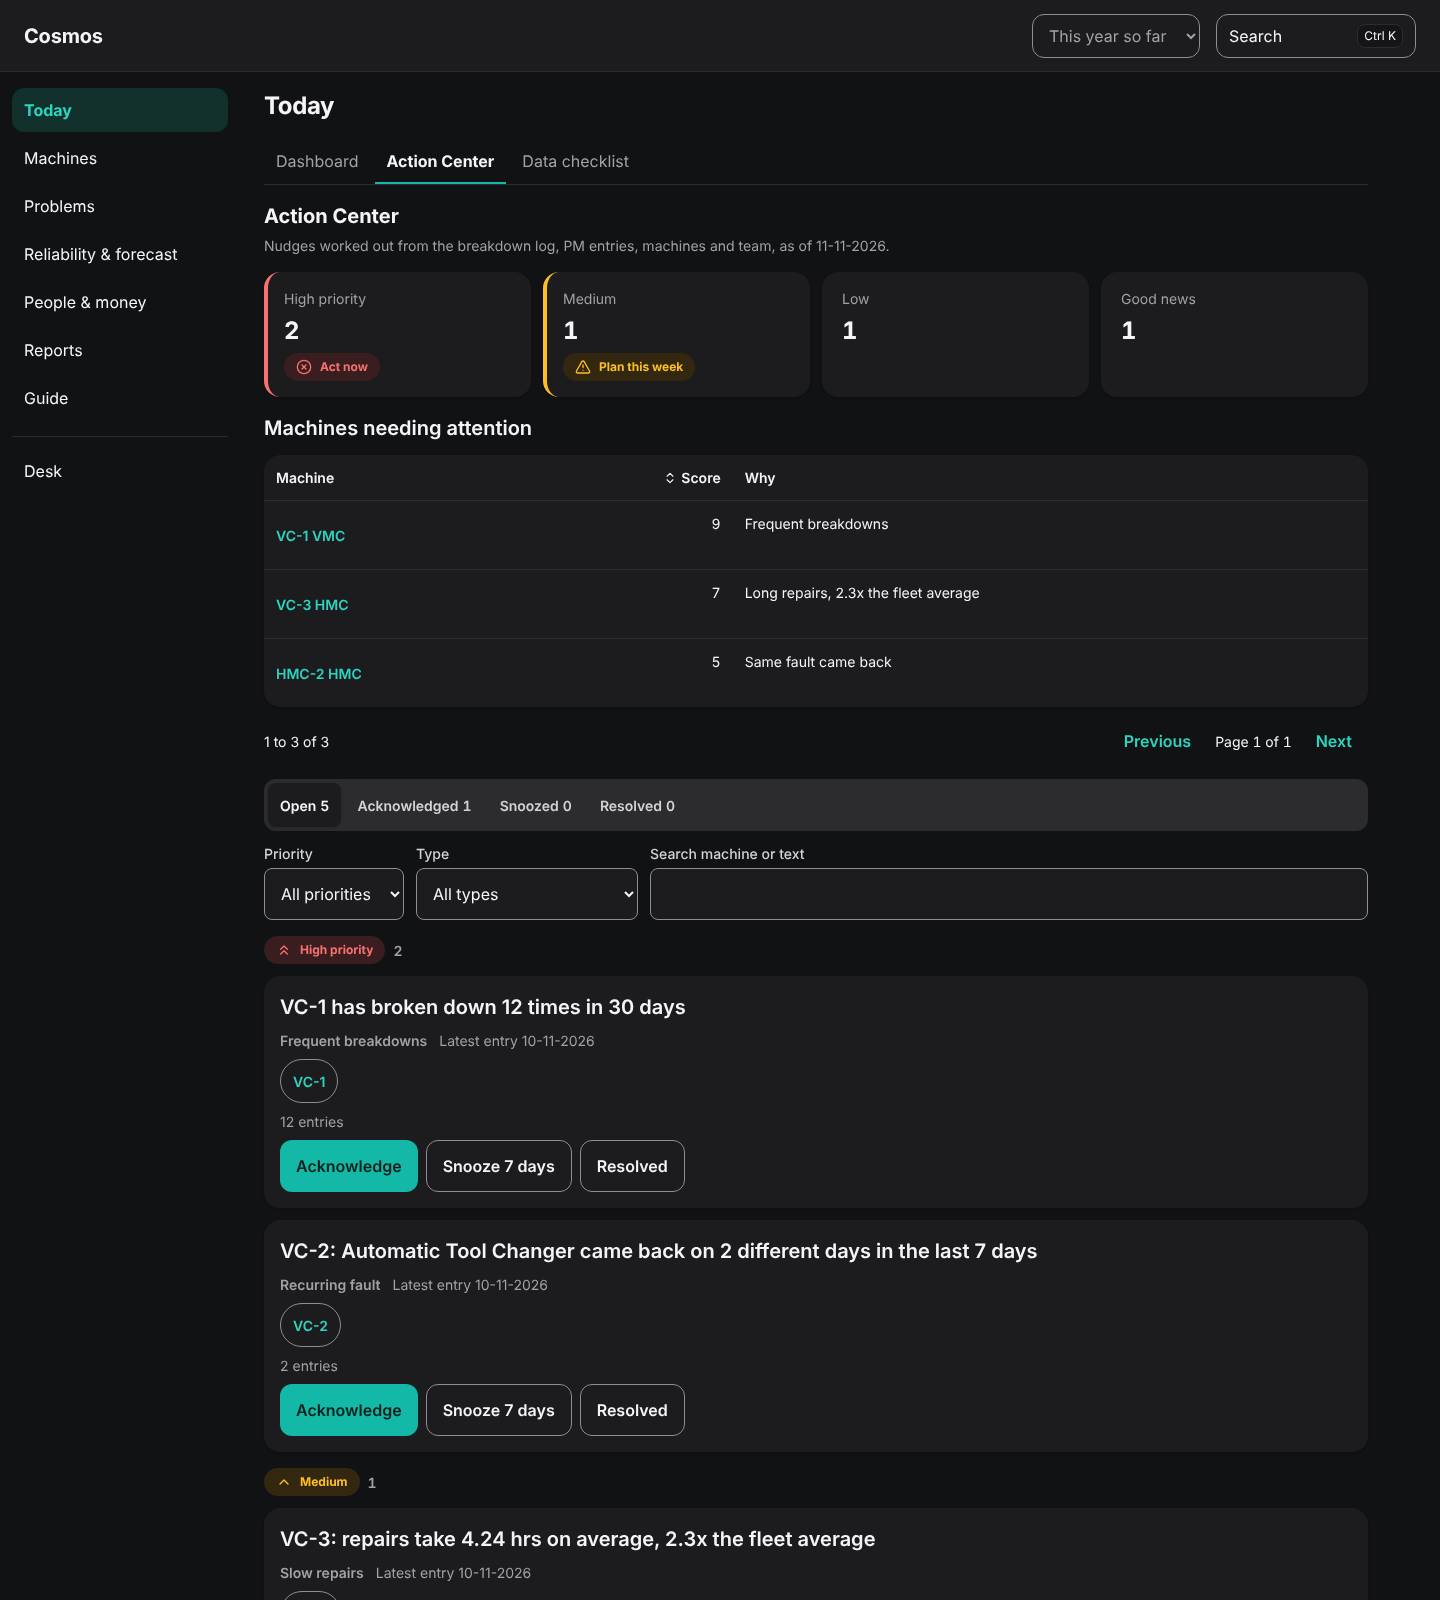 Cosmos
This year so far
Search
Ctrl K
Today
Machines
Problems
Reliability & forecast
People & money
Reports
Guide
Desk
Today
Dashboard
Action Center
Data checklist
Action Center
Nudges worked out from the breakdown log, PM entries, machines and team, as of 11-11-2026.
High priority
2
Act now
Medium
1
Plan this week
Low
1
Good news
1
Machines needing attention
Machine Score Why
VC-1 VMC 9 Frequent breakdowns
VC-3 HMC 7 Long repairs, 2.3x the fleet average
HMC-2 HMC 5 Same fault came back
1 to 3 of 3
Previous Page 1 of 1 Next
Open 5 Acknowledged 1 Snoozed 0 Resolved 0
Priority Type Search machine or text
All priorities All types
High priority 2
VC-1 has broken down 12 times in 30 days
Frequent breakdowns Latest entry 10-11-2026
VC-1
12 entries
Acknowledge Snooze 7 days Resolved
VC-2: Automatic Tool Changer came back on 2 different days in the last 7 days
Recurring fault Latest entry 10-11-2026
VC-2
2 entries
Acknowledge Snooze 7 days Resolved
Medium 1
VC-3: repairs take 4.24 hrs on average, 2.3x the fleet average
Slow repairs Latest entry 10-11-2026